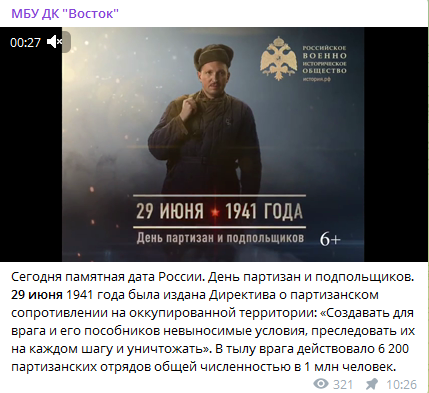 МБУ ДК "Восток"
00:27
РОССИЙСКОЕ
ВОЕННО
ИСТОРИЧЕСКОЕ
ОБЩЕСТВО
истории.рф
29 ИЮНЯ ★ 1941 ГОДА
День партизан и подпольщиков 6+
Сегодня памятная дата России. День партизан и подпольщиков.
29 июня 1941 года была издана Директива о партизанском
сопротивлении на оккупированной территории: «Создавать для
врага и его пособников невыносимые условия, преследовать их
на каждом шагу и уничтожать». В тылу врага действовало 6 200
партизанских отрядов общей численностью в 1 млн человек.
321 10:26